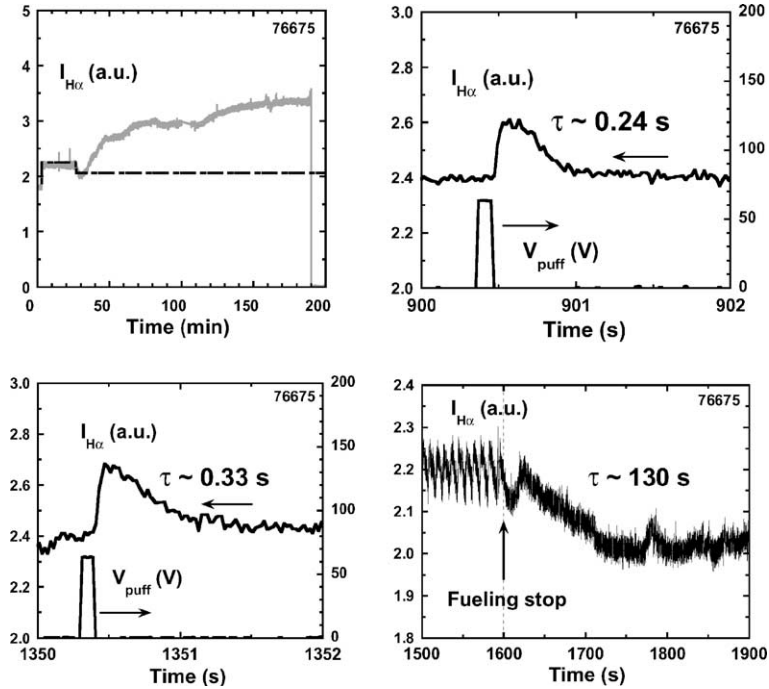 76675
I_Hα (a.u.)
5
4
3
2
1
0
0 50 100 150 200
Time (min)
76675
I_Hα (a.u.)
3.0
2.8
2.6
2.4
2.2
2.0
200
150
100
50
0
τ ~ 0.24 s
V_puff (V)
900 901 902
Time (s)
76675
I_Hα (a.u.)
3.0
2.8
2.6
2.4
2.2
2.0
200
150
100
50
0
τ ~ 0.33 s
V_puff (V)
1350 1351 1352
Time (s)
76675
I_Hα (a.u.)
2.4
2.3
2.2
2.1
2.0
1.9
1.8
τ ~ 130 s
Fueling stop
1500 1600 1700 1800 1900
Time (s)